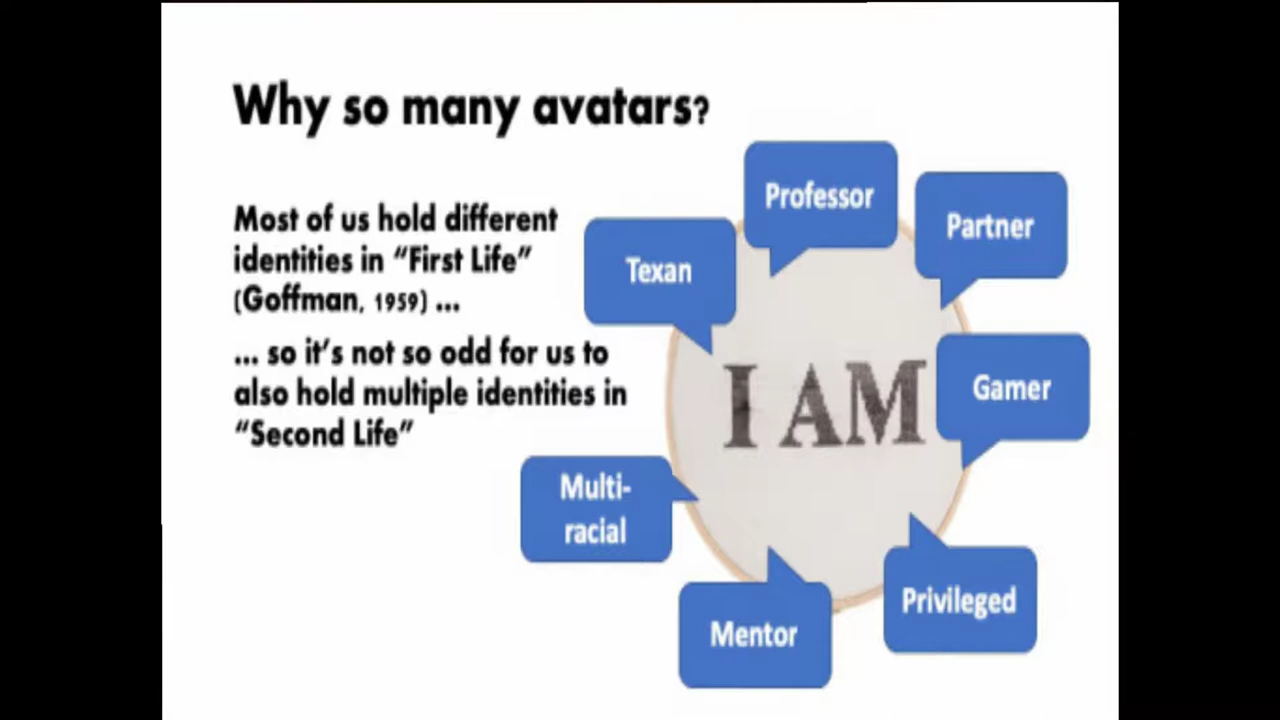 Why so many avatars?
Most of us hold different
identities in “First Life”
(Goffman, 1959) ...
... so it’s not so odd for us to
also hold multiple identities in
“Second Life”
Professor
Partner
Texan
Gamer
I AM
Multi-
racial
Privileged
Mentor